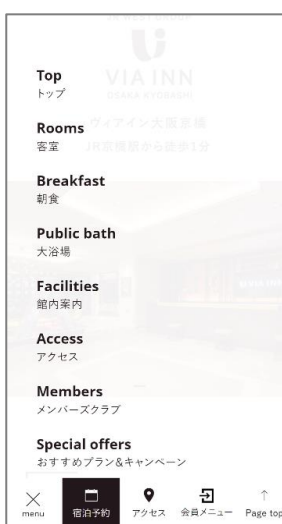 JR WEST GROUP
VIA INN
OSAKA KYOBASHI
ヴィアイン大阪京橋
JR京橋駅から徒歩1分
Top
トップ
Rooms
客室
Breakfast
朝食
Public bath
大浴場
Facilities
館内案内
Access
アクセス
Members
メンバーズクラブ
Special offers
おすすめプラン&キャンペーン
menu
宿泊予約
アクセス
会員メニュー
Page top